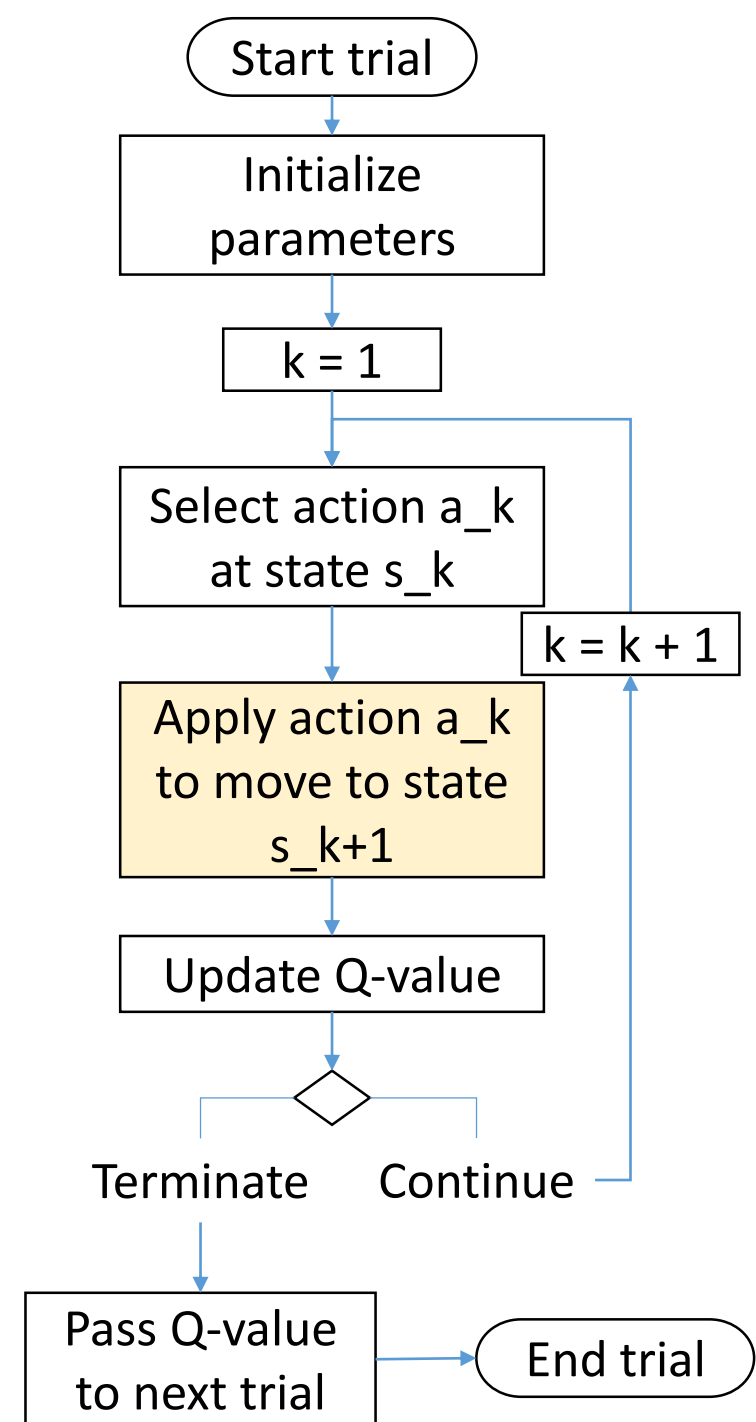 Start trial
Initialize
parameters
k = 1
Select action a_k
at state s_k
k = k + 1
Apply action a_k
to move to state
s_k+1
Update Q-value
Terminate
Continue
Pass Q-value
to next trial
End trial